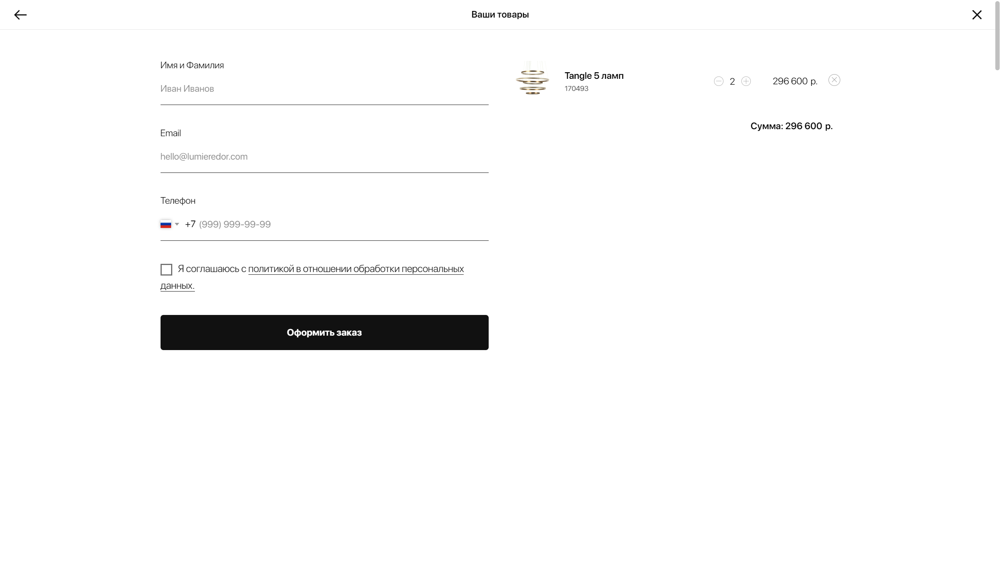 Ваши товары
Имя и Фамилия
Иван Иванов
Email
hello@lumieredor.com
Телефон
+7 (999) 999-99-99
Я соглашаюсь с политикой в отношении обработки персональных
данных.
Оформить заказ
Tangle 5 ламп
170493
2
296 600 р.
Сумма: 296 600 р.